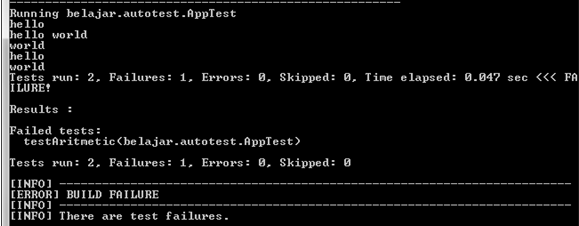 -------------------------------------------------------
Running belajar.autotest.AppTest
hello
hello world
world
hello
world
Tests run: 2, Failures: 1, Errors: 0, Skipped: 0, Time elapsed: 0.047 sec <<< FA
ILURE!

Results :

Failed tests:
  testAritmetic(belajar.autotest.AppTest)

Tests run: 2, Failures: 1, Errors: 0, Skipped: 0

[INFO] ------------------------------------------------------------------------
[ERROR] BUILD FAILURE
[INFO] ------------------------------------------------------------------------
[INFO] There are test failures.